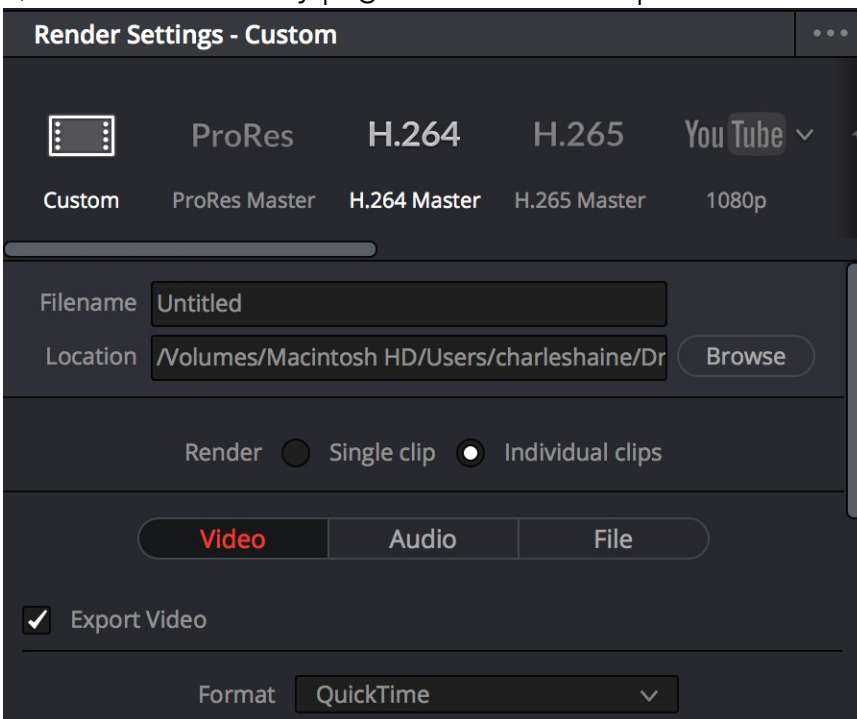 Render Settings - Custom
ProRes H.264 H.265 YouTube
Custom ProRes Master H.264 Master H.265 Master 1080p
Filename Untitled
Location /Volumes/Macintosh HD/Users/charleshaine/Dr Browse
Render Single clip Individual clips
Video Audio File
Export Video
Format QuickTime